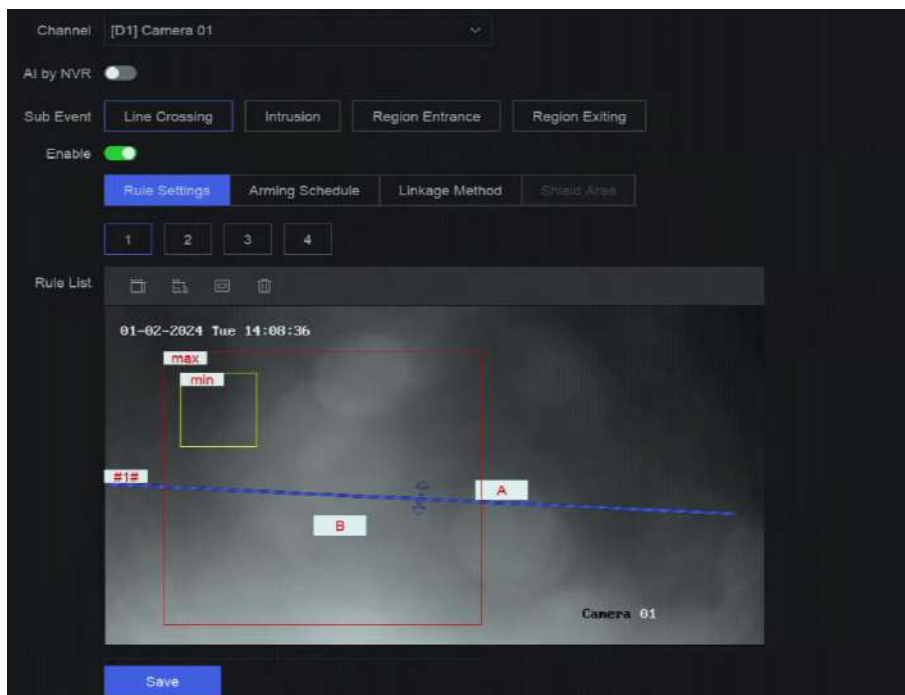 Channel [D1] Camera 01
AI by NVR
Sub Event Line Crossing Intrusion Region Entrance Region Exiting
Enable
Rule Settings Arming Schedule Linkage Method Shield Area
1 2 3 4
Rule List
01-02-2024 Tue 14:08:36
max
min
#1#
A
B
Camera 01
Save